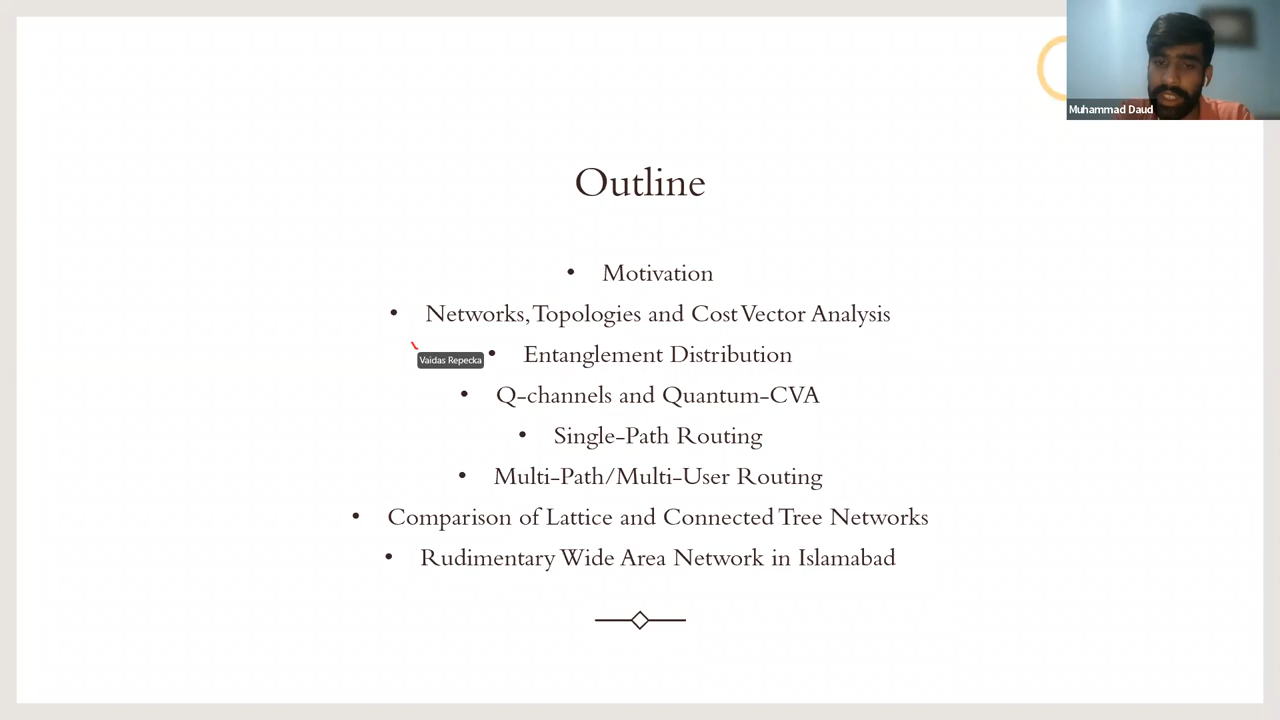 Muhammad Daud
Outline
• Motivation
• Networks, Topologies and Cost Vector Analysis
Vaidas Repecka
• Entanglement Distribution
• Q-channels and Quantum-CVA
• Single-Path Routing
• Multi-Path/Multi-User Routing
• Comparison of Lattice and Connected Tree Networks
• Rudimentary Wide Area Network in Islamabad